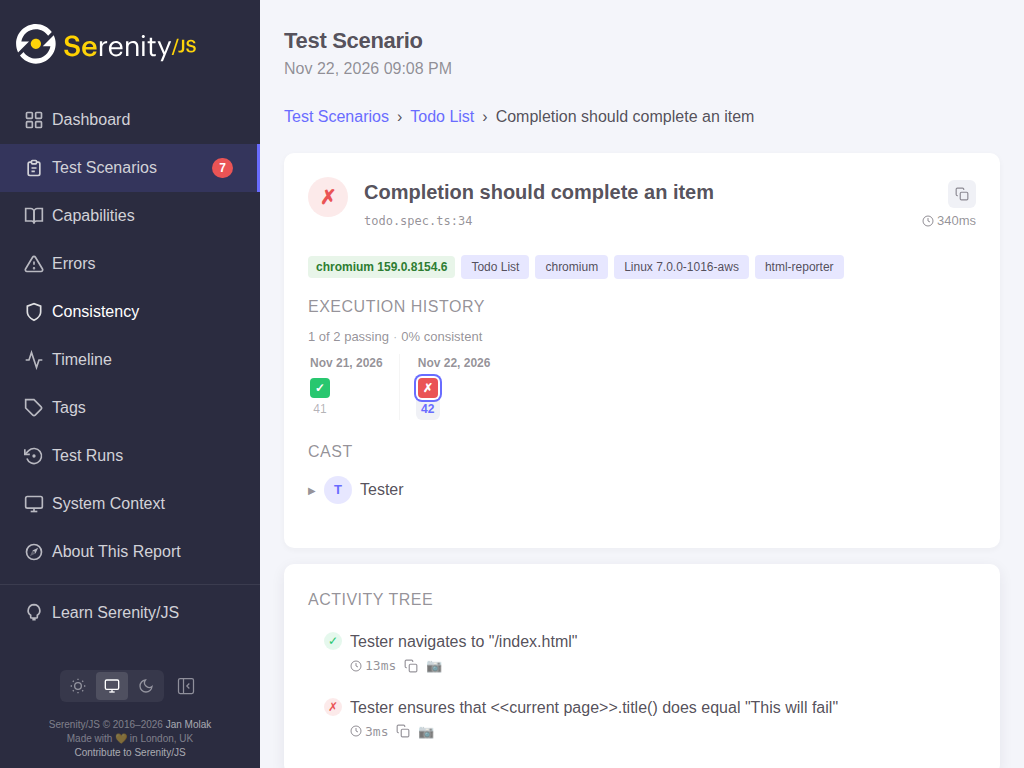 Serenity/JS
Dashboard
Test Scenarios 7
Capabilities
Errors
Consistency
Timeline
Tags
Test Runs
System Context
About This Report
Learn Serenity/JS
Serenity/JS © 2016–2026 Jan Molak
Made with 💛 in London, UK
Contribute to Serenity/JS
Test Scenario
Nov 22, 2026 09:08 PM
Test Scenarios › Todo List › Completion should complete an item
✗ Completion should complete an item
todo.spec.ts:34 340ms
chromium 159.0.8154.6 Todo List chromium Linux 7.0.0-1016-aws html-reporter
EXECUTION HISTORY
1 of 2 passing · 0% consistent
Nov 21, 2026 Nov 22, 2026
✓ ✗
41 42
CAST
▶ T Tester
ACTIVITY TREE
✓ Tester navigates to "/index.html"
13ms
✗ Tester ensures that <<current page>>.title() does equal "This will fail"
3ms